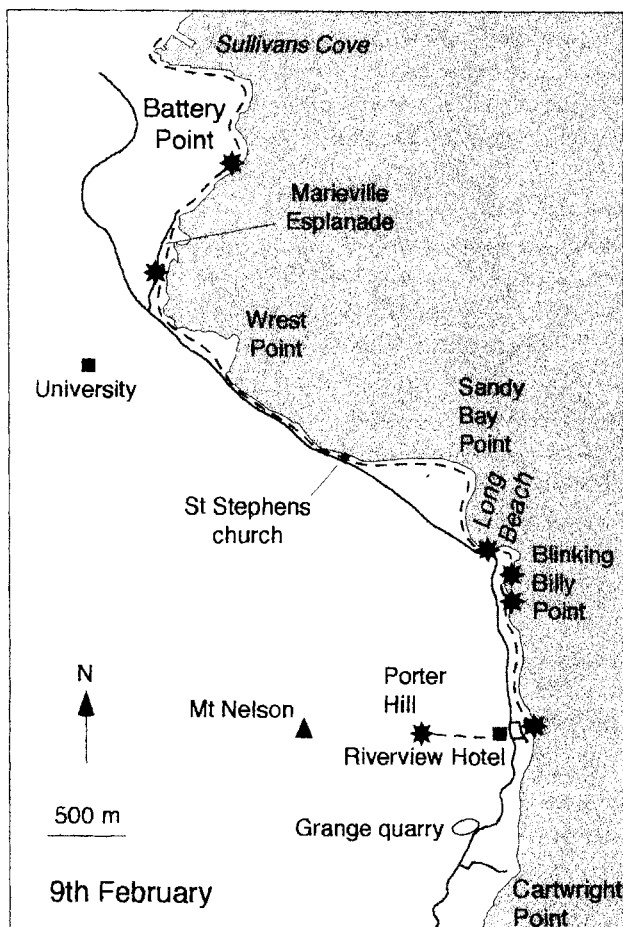 Sullivans Cove
Battery
Point
Marieville
Esplanade
Wrest
Point
University
Sandy
Bay
Point
Long
Beach
St Stephens
church
Blinking
Billy
Point
N
Mt Nelson
Porter
Hill
Riverview Hotel
500 m
Grange quarry
9th February
Cartwright
Point